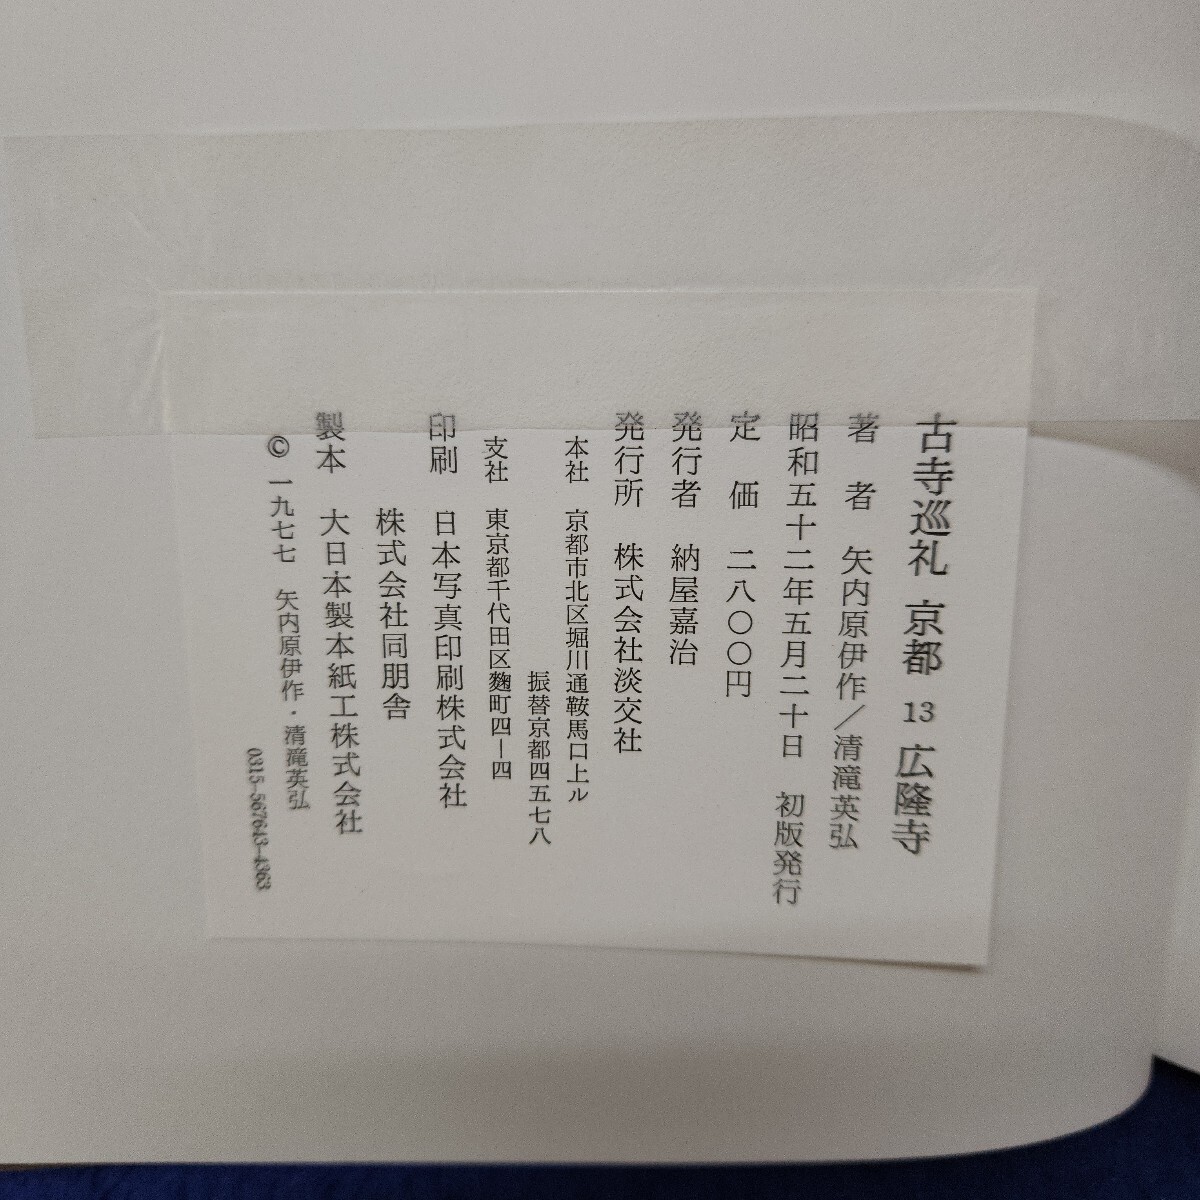 古寺巡礼 京都 13 広隆寺
著者 矢内原伊作／清滝英弘
昭和五十二年五月二十日 初版発行
定価 二八〇〇円
発行者 納屋嘉治
発行所 株式会社淡交社
本社 京都市北区堀川通鞍馬口上ル
振替京都四五七八
支社 東京都千代田区麹町四ー四
印刷 日本写真印刷株式会社
株式会社同朋舎
製本 大日本製本紙工株式会社
© 一九七七 矢内原伊作・清滝英弘
0315-567643-4363